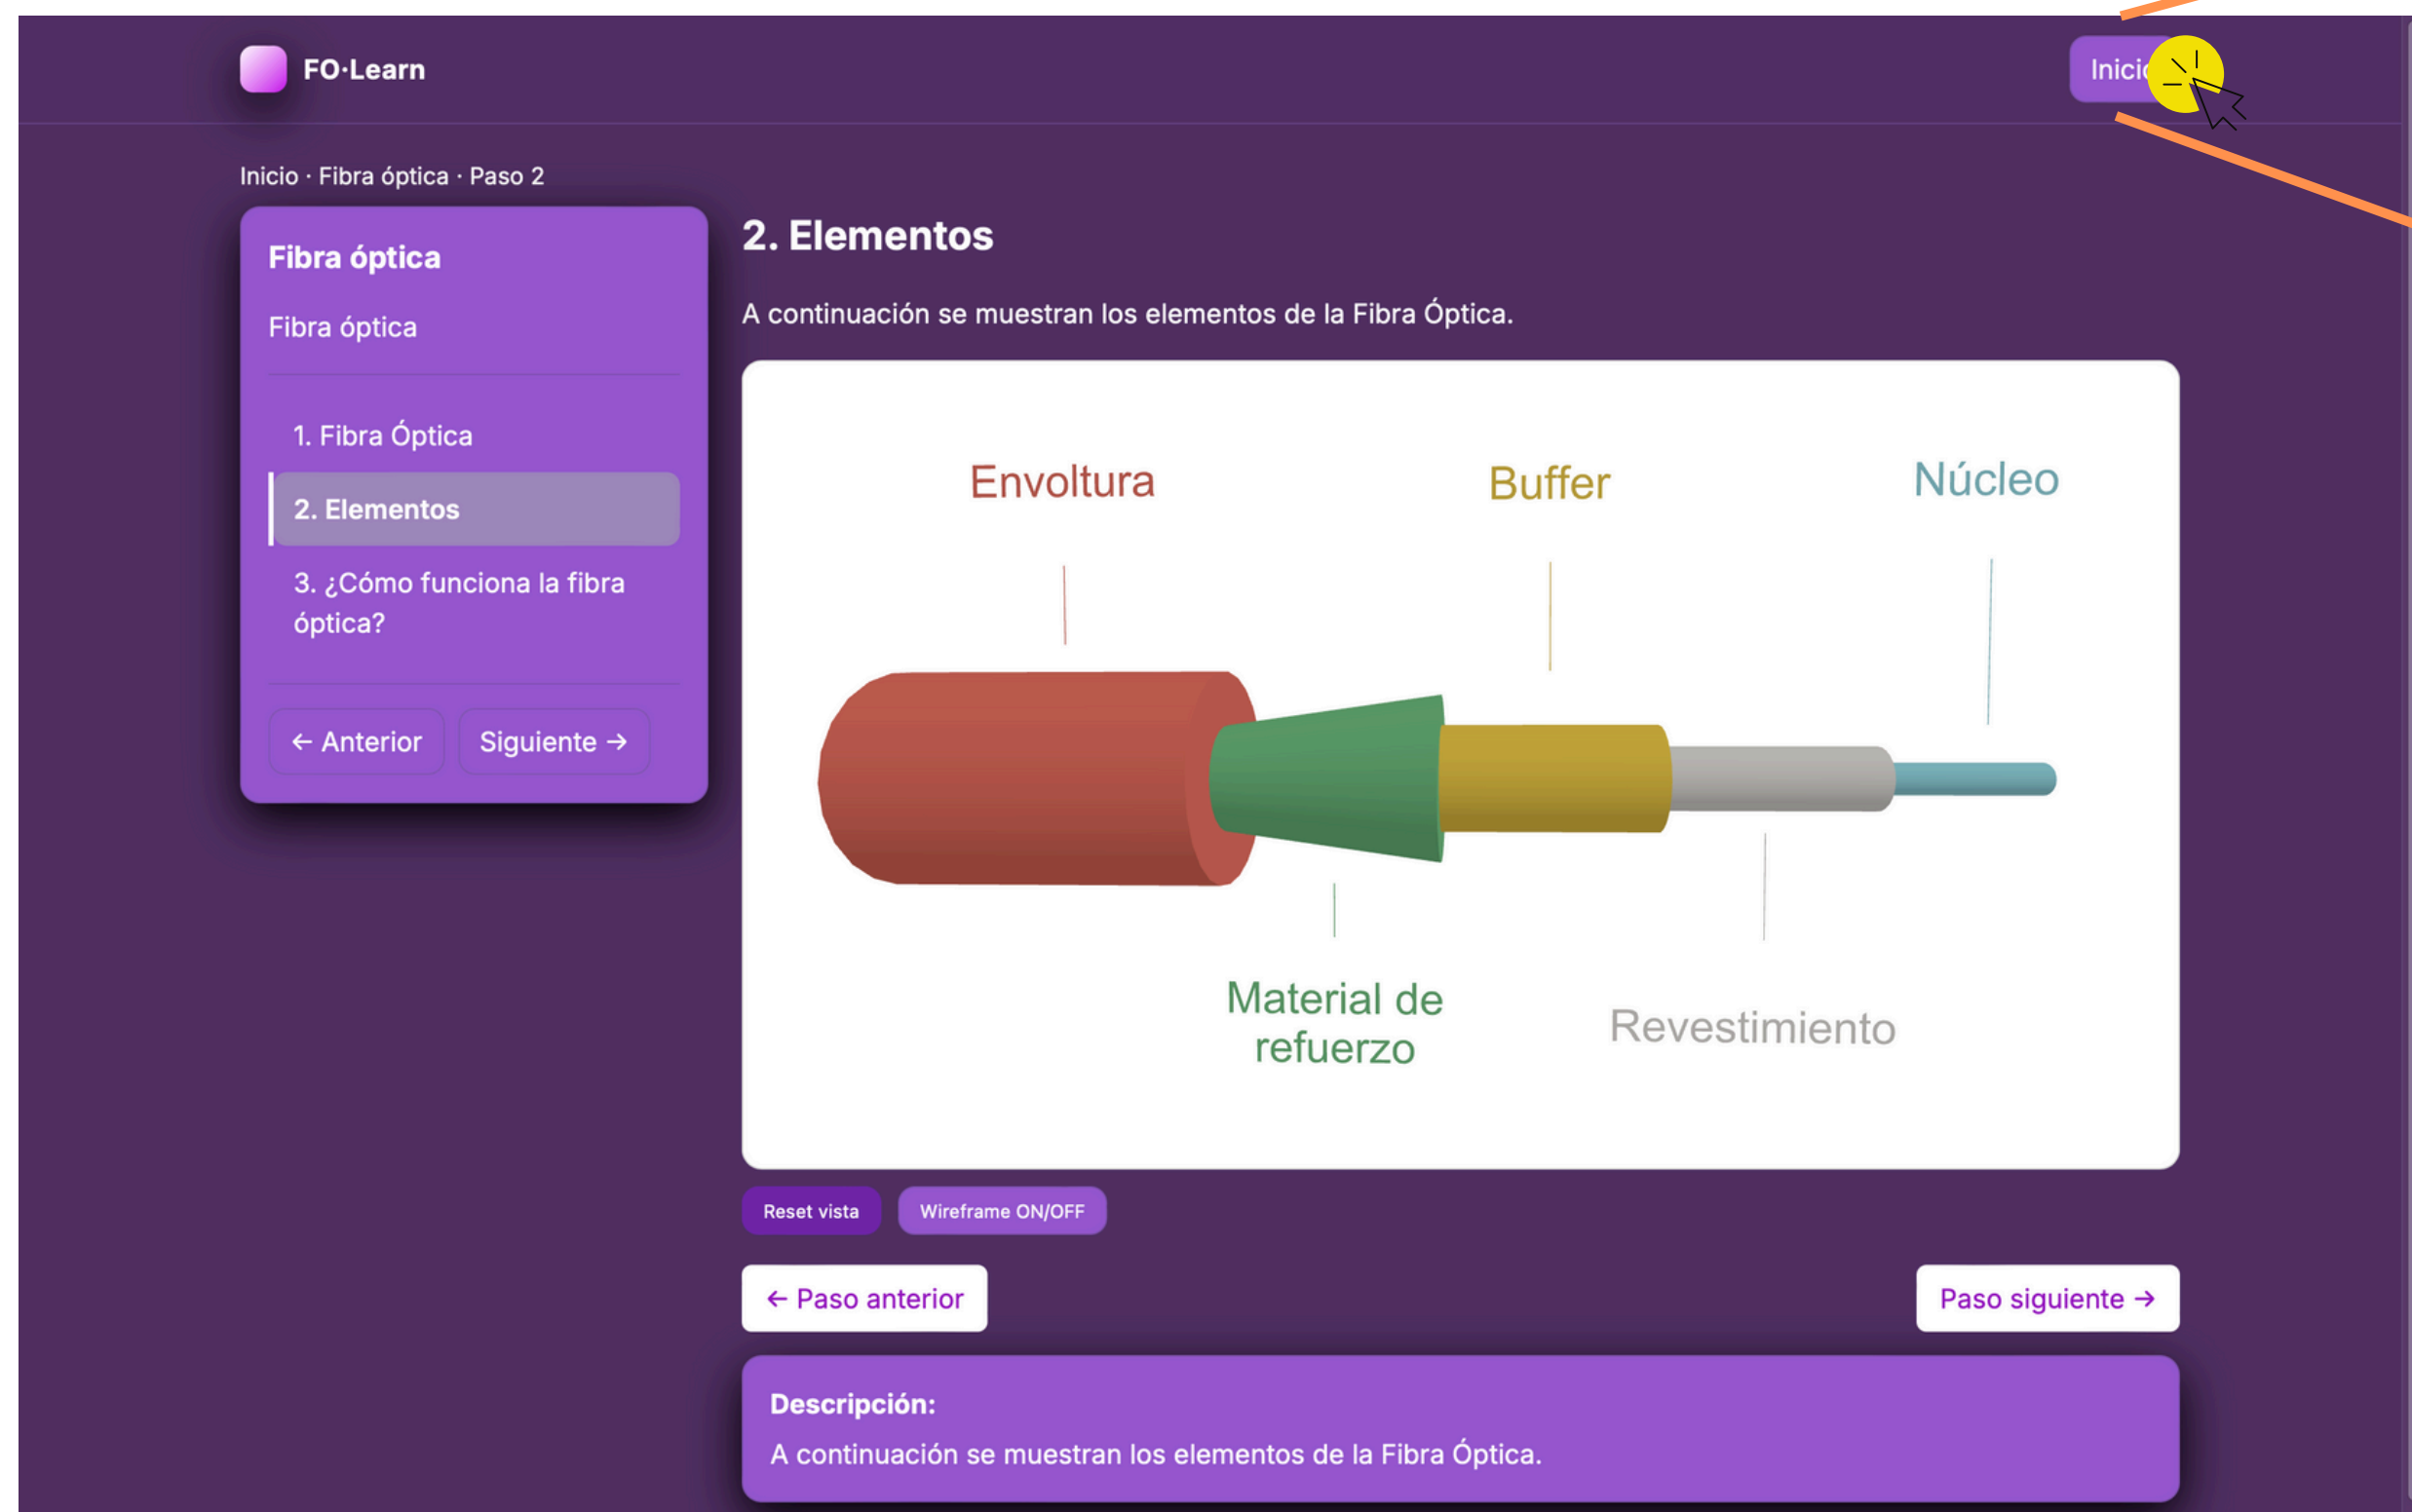 FO·Learn
Inicio
Inicio · Fibra óptica · Paso 2
Fibra óptica
Fibra óptica
1. Fibra Óptica
2. Elementos
3. ¿Cómo funciona la fibra
óptica?
← Anterior
Siguiente →
2. Elementos
A continuación se muestran los elementos de la Fibra Óptica.
Envoltura
Buffer
Núcleo
Material de
refuerzo
Revestimiento
Reset vista
Wireframe ON/OFF
← Paso anterior
Paso siguiente →
Descripción:
A continuación se muestran los elementos de la Fibra Óptica.